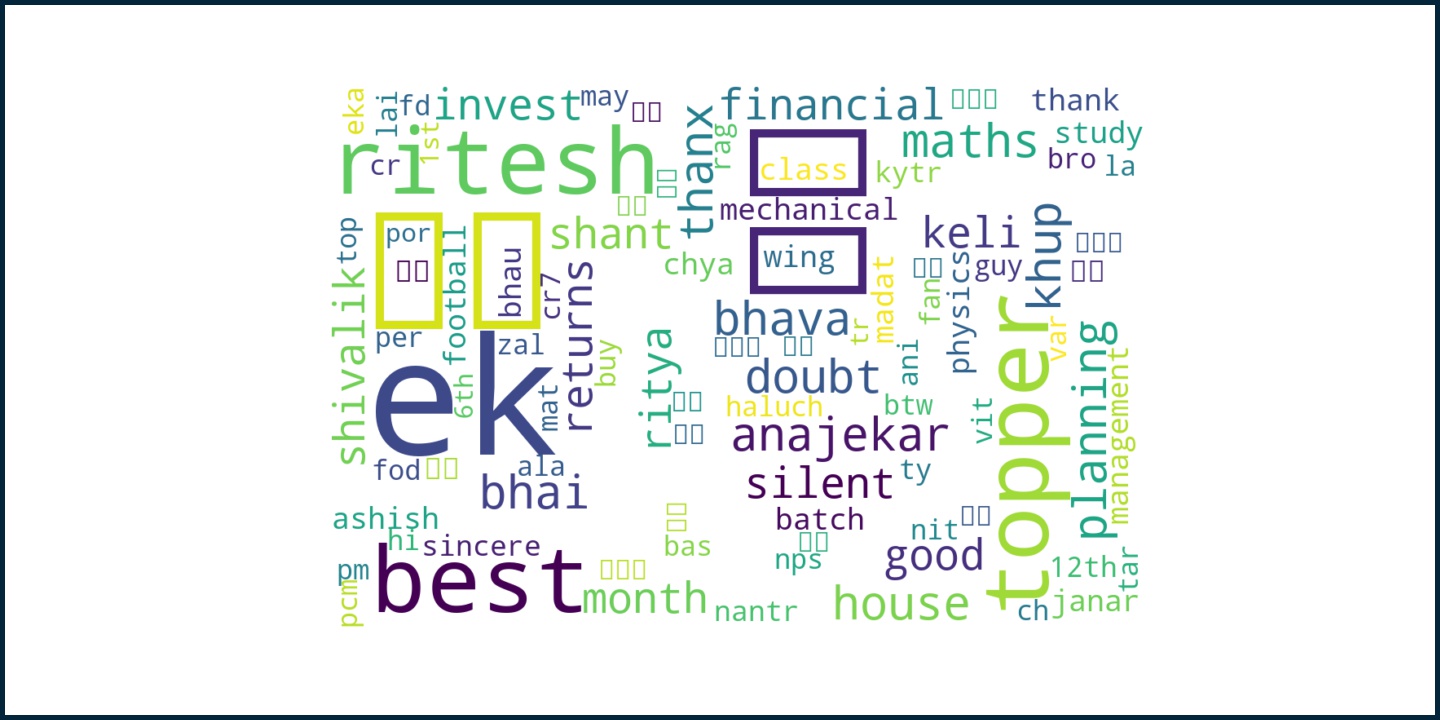 eka
lai
fd
invest
may
thanx
financial
thank
ritesh
cr
1st
rag
class
kytr
maths
study
bro
la
mechanical
top
por
football
bhau
cr7
shant
chya
wing
keli
khup
guy
physics
fan
madat
shivalik
per
ek
zal
returns
buy
6th
mat
ritya
bhava
tr
doubt
ani
haluch
btw
vit
topper
var
planning
management
anajekar
silent
ty
fod
ala
bhai
batch
ashish
hi
sincere
bas
nps
nit
good
pm
best
pcm
month
nantr
house
12th
tar
ch
janar